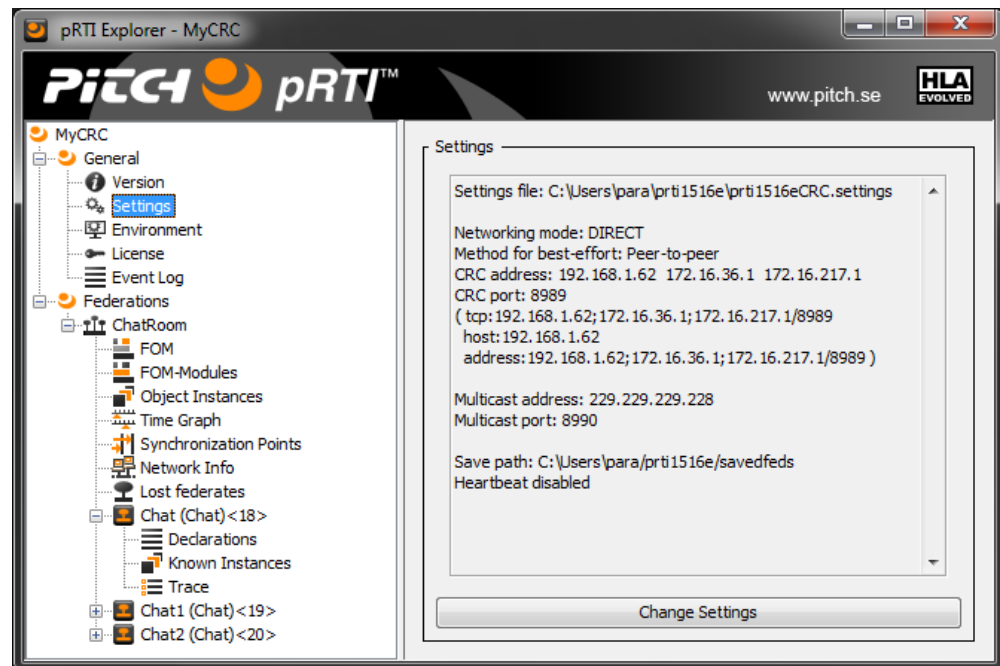 pRTI Explorer - MyCRC
PITCH pRTI™
www.pitch.se
HLA
EVOLVED
MyCRC
General
Version
Settings
Environment
License
Event Log
Federations
ChatRoom
FOM
FOM-Modules
Object Instances
Time Graph
Synchronization Points
Network Info
Lost federates
Chat (Chat)<18>
Declarations
Known Instances
Trace
Chat1 (Chat)<19>
Chat2 (Chat)<20>
Settings
Settings file: C:\Users\para\prti1516e\prti1516eCRC.settings
Networking mode: DIRECT
Method for best-effort: Peer-to-peer
CRC address: 192.168.1.62 172.16.36.1 172.16.217.1
CRC port: 8989
( tcp:192.168.1.62;172.16.36.1;172.16.217.1/8989
host:192.168.1.62
address:192.168.1.62;172.16.36.1;172.16.217.1/8989 )
Multicast address: 229.229.229.228
Multicast port: 8990
Save path: C:\Users\para/prti1516e/savedfeds
Heartbeat disabled
Change Settings